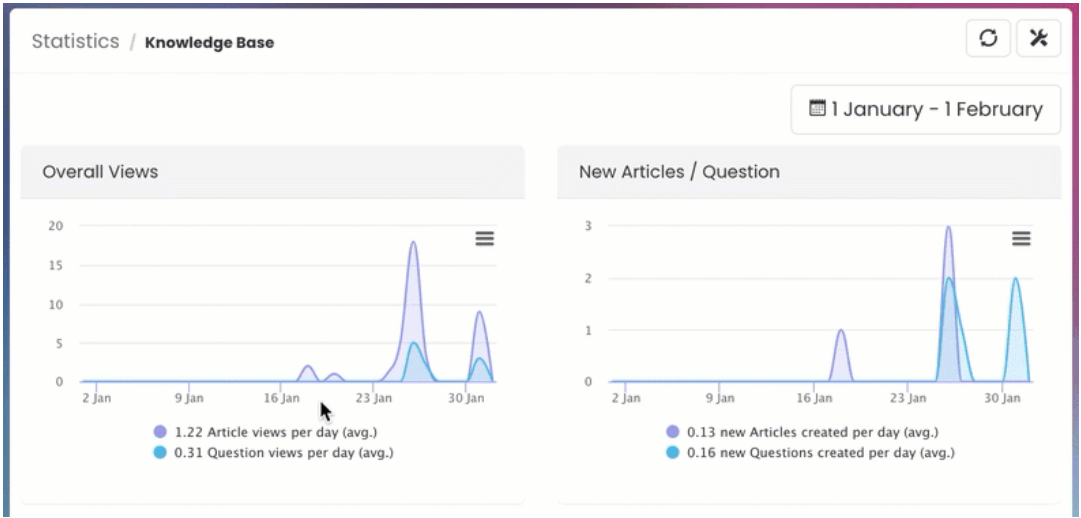 Statistics / Knowledge Base
1 January - 1 February
Overall Views
20
15
10
5
0
2 Jan 9 Jan 16 Jan 23 Jan 30 Jan
1.22 Article views per day (avg.)
0.31 Question views per day (avg.)
New Articles / Question
3
2
1
0
2 Jan 9 Jan 16 Jan 23 Jan 30 Jan
0.13 new Articles created per day (avg.)
0.16 new Questions created per day (avg.)